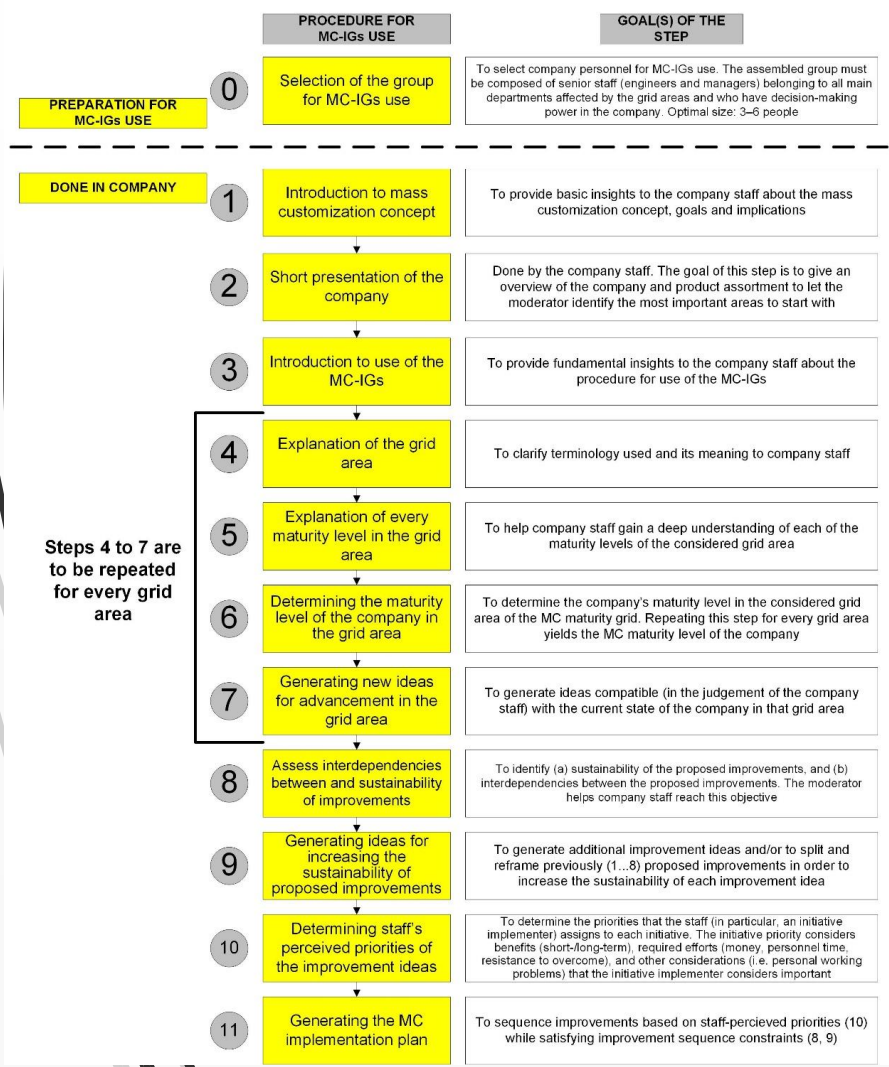 PROCEDURE FOR
MC-IGs USE
GOAL(S) OF THE
STEP
PREPARATION FOR
MC-IGs USE
0
Selection of the group
for MC-IGs use
To select company personnel for MC-IGs use. The assembled group must
be composed of senior staff (engineers and managers) belonging to all main
departments affected by the grid areas and who have decision-making
power in the company. Optimal size: 3–6 people
DONE IN COMPANY
1
Introduction to mass
customization concept
To provide basic insights to the company staff about the mass
customization concept, goals and implications
2
Short presentation of the
company
Done by the company staff. The goal of this step is to give an
overview of the company and product assortment to let the
moderator identify the most important areas to start with
3
Introduction to use of the
MC-IGs
To provide fundamental insights to the company staff about the
procedure for use of the MC-IGs
Steps 4 to 7 are
to be repeated
for every grid
area
4
Explanation of the grid
area
To clarify terminology used and its meaning to company staff
5
Explanation of every
maturity level in the grid
area
To help company staff gain a deep understanding of each of the
maturity levels of the considered grid area
6
Determining the maturity
level of the company in
the grid area
To determine the company's maturity level in the considered grid
area of the MC maturity grid. Repeating this step for every grid area
yields the MC maturity level of the company
7
Generating new ideas
for advancement in the
grid area
To generate ideas compatible (in the judgement of the company
staff) with the current state of the company in that grid area
8
Assess interdependencies
between and sustainability
of improvements
To identify (a) sustainability of the proposed improvements, and (b)
interdependencies between the proposed improvements. The moderator
helps company staff reach this objective
9
Generating ideas for
increasing the
sustainability of
proposed improvements
To generate additional improvement ideas and/or to split and
reframe previously (1...8) proposed improvements in order to
increase the sustainability of each improvement idea
10
Determining staff's
perceived priorities of
the improvement ideas
To determine the priorities that the staff (in particular, an initiative
implementer) assigns to each initiative. The initiative priority considers
benefits (short-/long-term), required efforts (money, personnel time,
resistance to overcome), and other considerations (i.e. personal working
problems) that the initiative implementer considers important
11
Generating the MC
implementation plan
To sequence improvements based on staff-percieved priorities (10)
while satisfying improvement sequence constraints (8, 9)